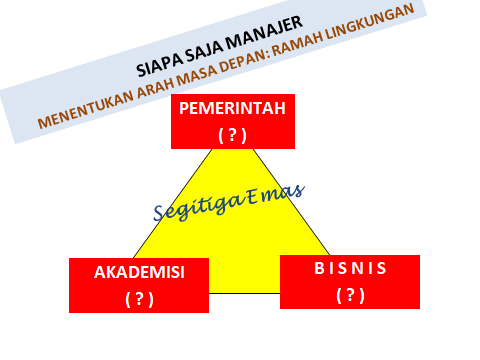 SIAPA SAJA MANAJER
MENENTUKAN ARAH MASA DEPAN: RAMAH LINGKUNGAN
PEMERINTAH
( ? )
Segitiga Emas
AKADEMISI
( ? )
B I S N I S
( ? )